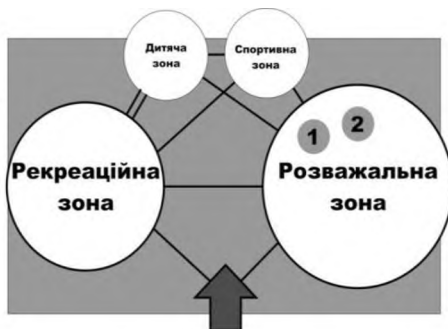 Дитяча
зона
Спортивна
зона
1
2
Рекреаційна
зона
Розважальна
зона